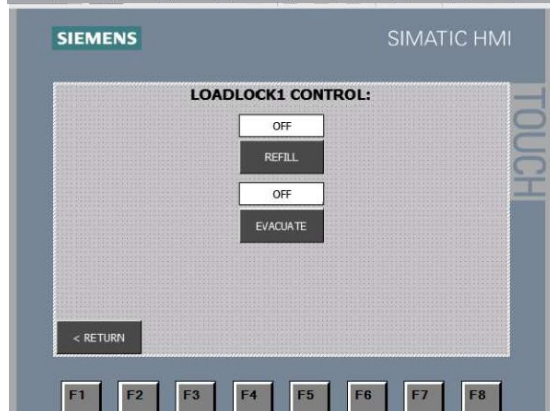 SIEMENS SIMATIC HMI
TOUCH
LOADLOCK1 CONTROL:
OFF
REFILL
OFF
EVACUATE
< RETURN
F1 F2 F3 F4 F5 F6 F7 F8